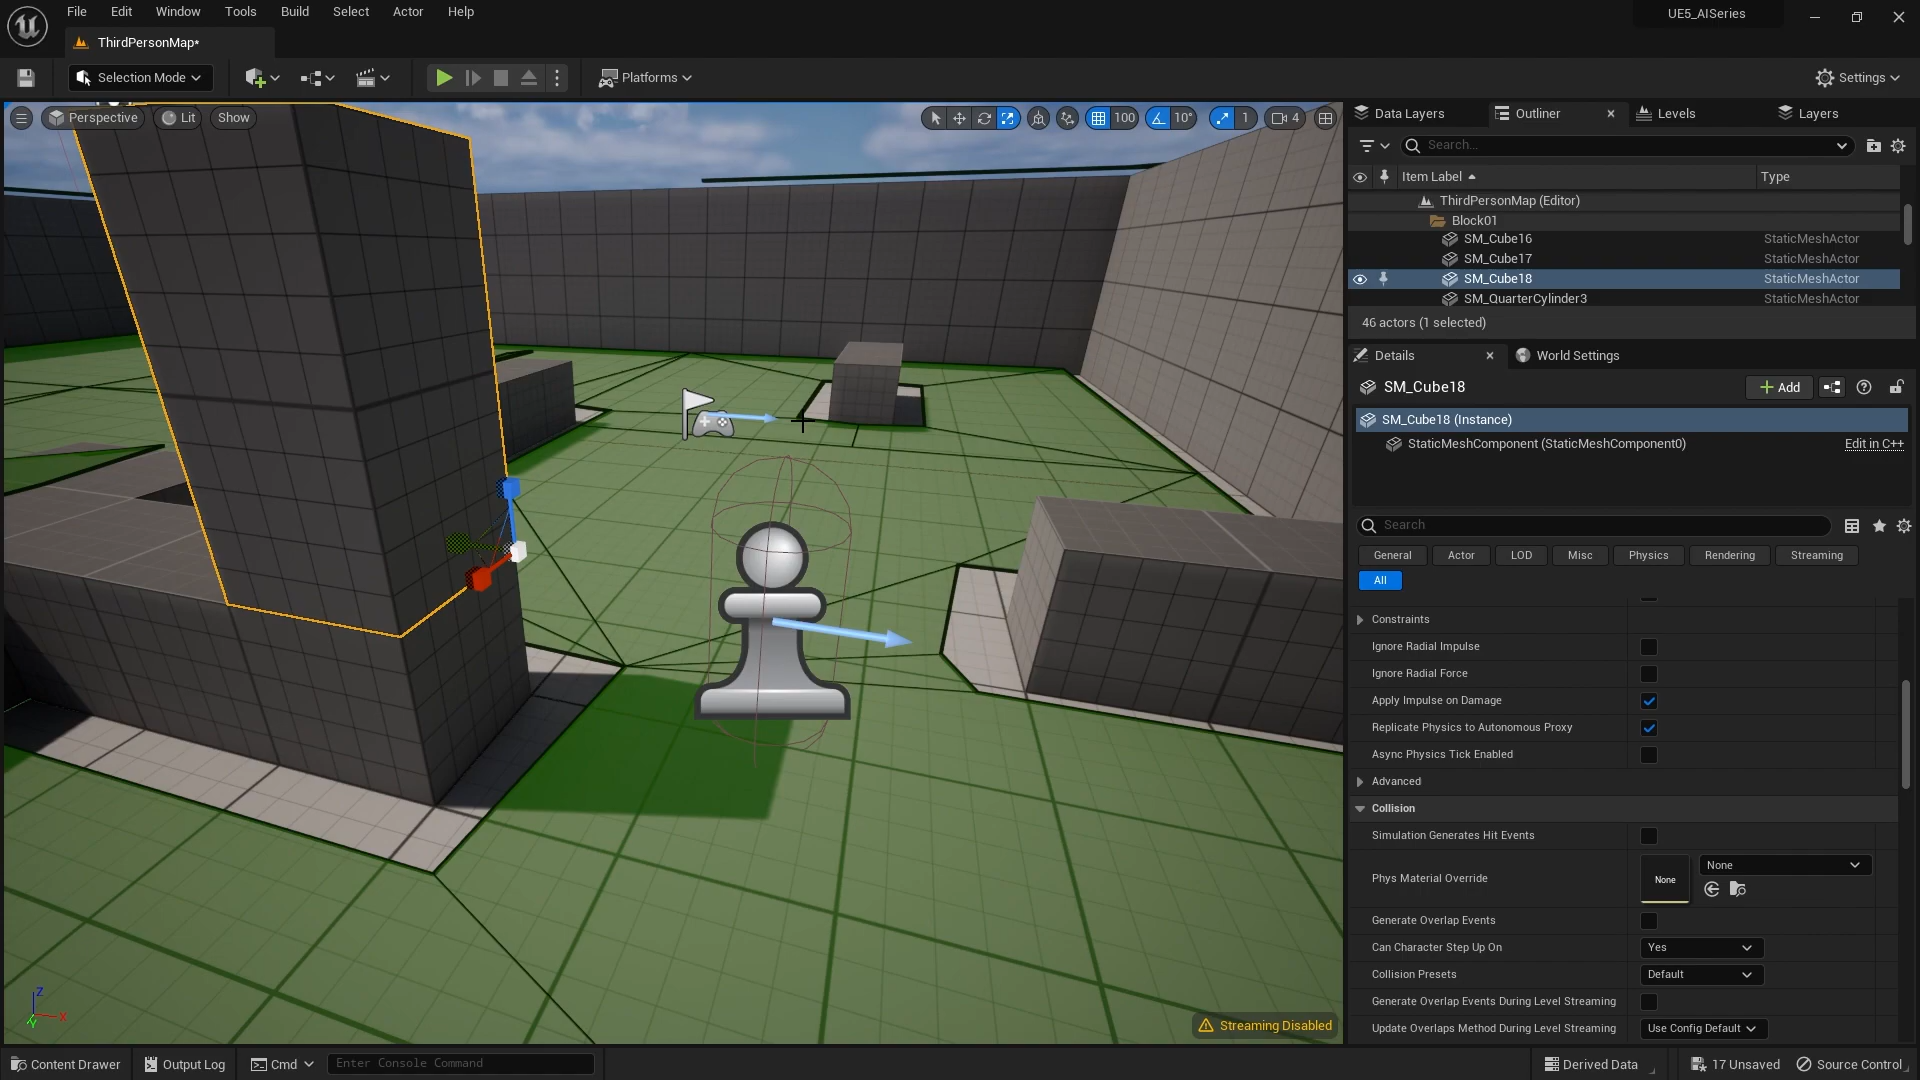 File Edit Window Tools Build Select Actor Help
UE5_AISeries
ThirdPersonMap*
Selection Mode
Platforms
Settings
Perspective Lit Show
100 10° 1 4
Data Layers Outliner Levels Layers
Search...
Item Label Type
ThirdPersonMap (Editor)
Block01
SM_Cube16 StaticMeshActor
SM_Cube17 StaticMeshActor
SM_Cube18 StaticMeshActor
SM_QuarterCylinder3 StaticMeshActor
46 actors (1 selected)
Details World Settings
SM_Cube18
Add
SM_Cube18 (Instance)
StaticMeshComponent (StaticMeshComponent0) Edit in C++
Search
General Actor LOD Misc Physics Rendering Streaming
All
Constraints
Ignore Radial Impulse
Ignore Radial Force
Apply Impulse on Damage
Replicate Physics to Autonomous Proxy
Async Physics Tick Enabled
Advanced
Collision
Simulation Generates Hit Events
Phys Material Override None None
Generate Overlap Events
Can Character Step Up On Yes
Collision Presets Default
Generate Overlap Events During Level Streaming
Update Overlaps Method During Level Streaming Use Config Default
Z
X
Y
Streaming Disabled
Content Drawer Output Log Cmd Enter Console Command Derived Data 17 Unsaved Source Control